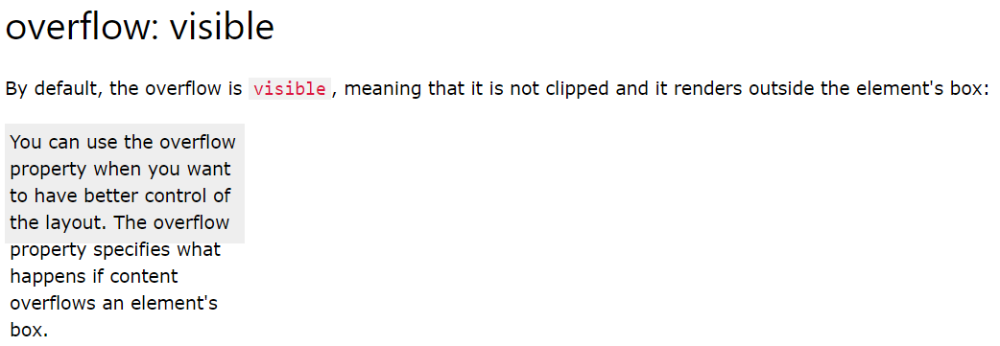 overflow: visible
By default, the overflow is visible, meaning that it is not clipped and it renders outside the element's box:
You can use the overflow
property when you want
to have better control of
the layout. The overflow
property specifies what
happens if content
overflows an element's
box.